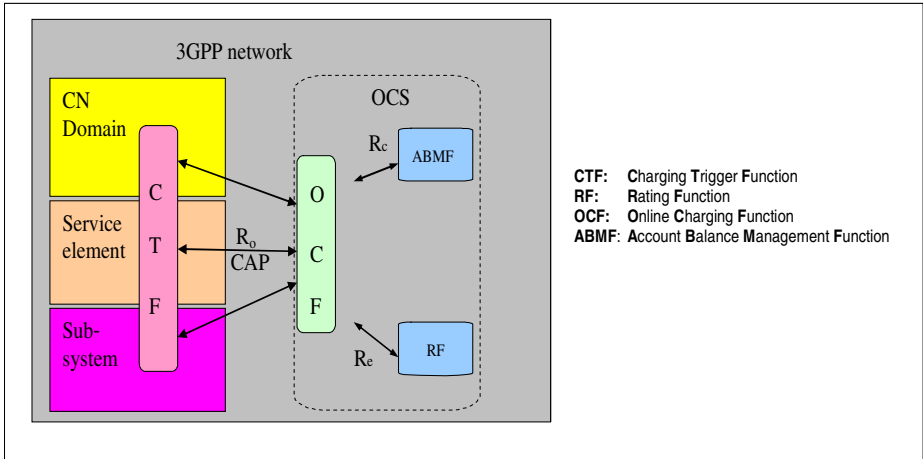 3GPP network
CN
Domain
Service
element
Sub-
system
C
T
F
Ro
CAP
OCS
O
C
F
Rc
ABMF
Re
RF
CTF: Charging Trigger Function
RF: Rating Function
OCF: Online Charging Function
ABMF: Account Balance Management Function